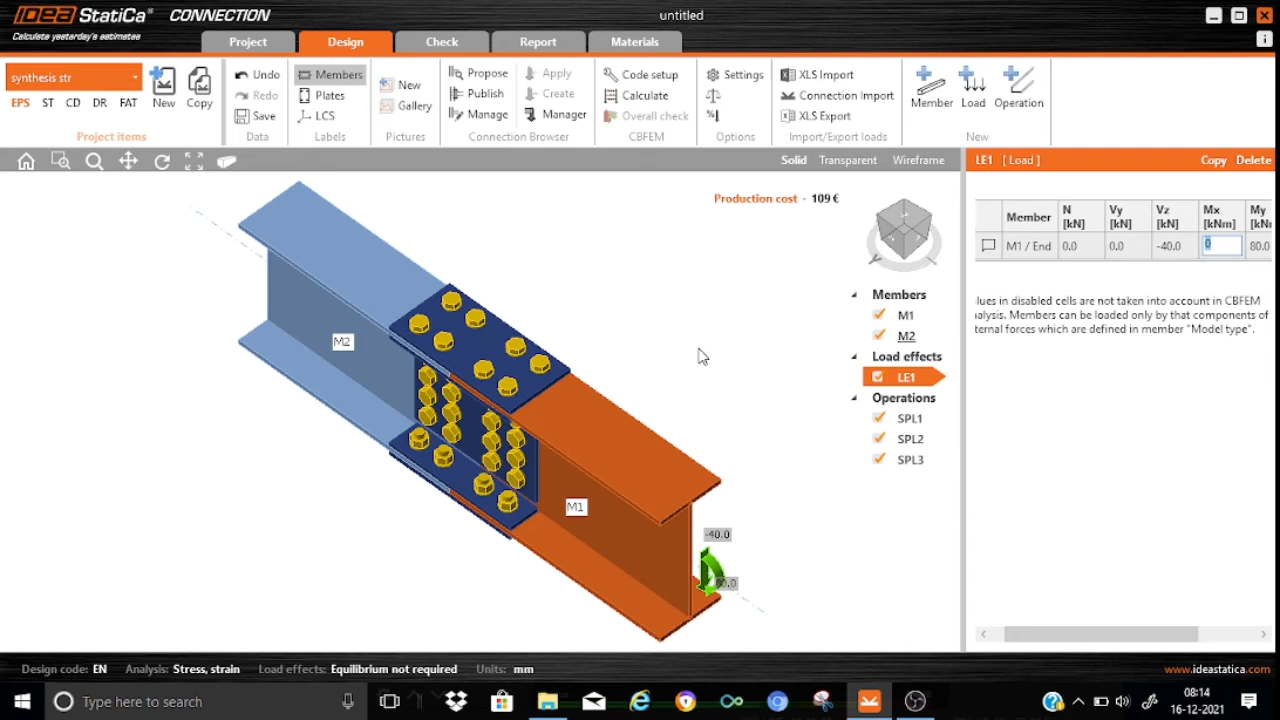 IDEA StatiCa® CONNECTION
Calculate yesterday's estimates
untitled
Project
Design
Check
Report
Materials
synthesis str
EPS ST CD DR FAT
New
Copy
Project items
Undo
Redo
Save
Data
Members
Plates
LCS
Labels
New
Gallery
Pictures
Propose
Publish
Manage
Apply
Create
Manager
Connection Browser
Code setup
Calculate
Overall check
CBFEM
Settings
Options
XLS Import
Connection Import
XLS Export
Import/Export loads
Member
Load
Operation
New
Solid Transparent Wireframe
LE1 [ Load ]
Copy Delete
Production cost - 109 €
Member N [kN] Vy [kN] Vz [kN] Mx [kNm] My [kN
M1 / End 0.0 0.0 -40.0 0 80.0
lues in disabled cells are not taken into account in CBFEM
nalysis. Members can be loaded only by that components of
ternal forces which are defined in member "Model type".
Members
M1
M2
Load effects
LE1
Operations
SPL1
SPL2
SPL3
M2
M1
-40.0
Design code: EN Analysis: Stress, strain Load effects: Equilibrium not required Units: mm
www.ideastatica.com
Type here to search
08:14
16-12-2021